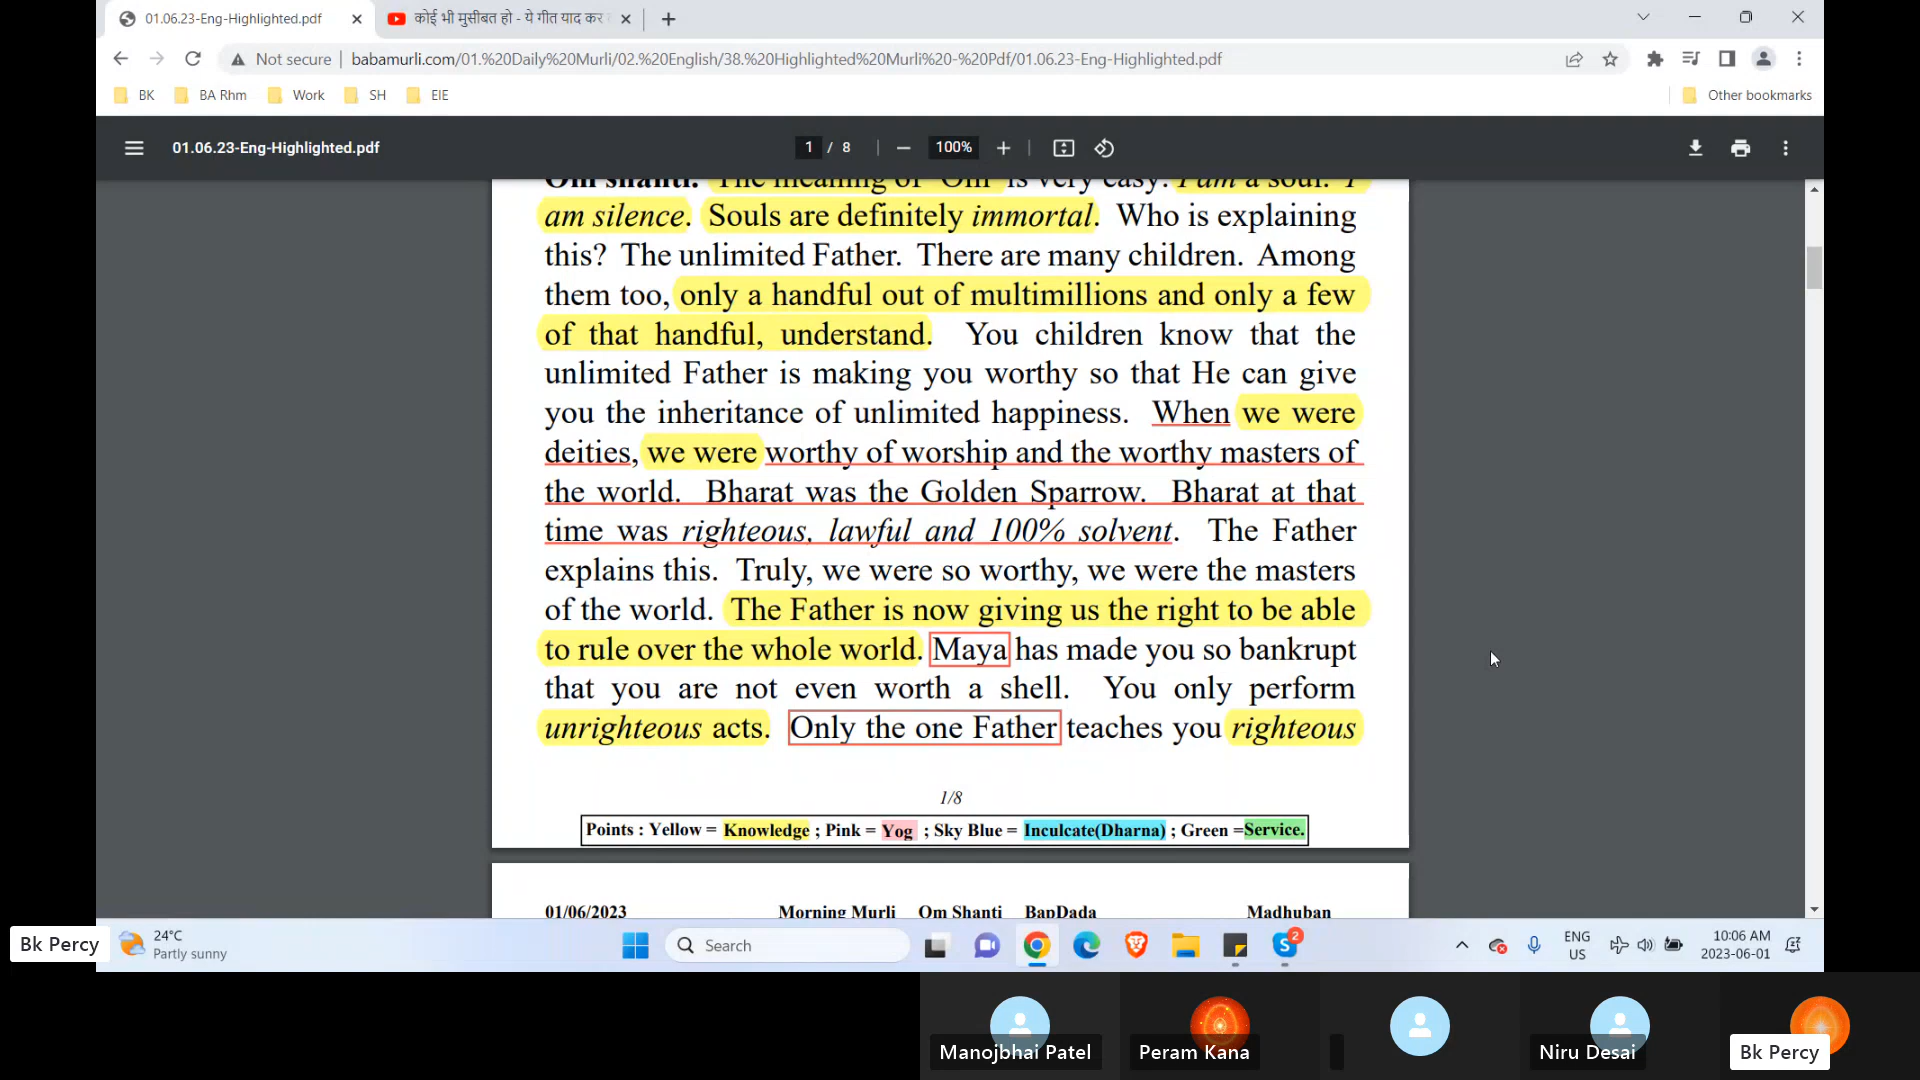 01.06.23-Eng-Highlighted.pdf
कोई भी मुसीबत हो - ये गीत याद कर
Not secure
babamurli.com/01.%20Daily%20Murli/02.%20English/38.%20Highlighted%20Murli%20-%20Pdf/01.06.23-Eng-Highlighted.pdf
BK BA Rhm Work SH EIE Other bookmarks
01.06.23-Eng-Highlighted.pdf 1 / 8 100%
Om shanti. The meaning of 'Om' is very easy. I am a soul. I
am silence. Souls are definitely immortal. Who is explaining
this? The unlimited Father. There are many children. Among
them too, only a handful out of multimillions and only a few
of that handful, understand. You children know that the
unlimited Father is making you worthy so that He can give
you the inheritance of unlimited happiness. When we were
deities, we were worthy of worship and the worthy masters of
the world. Bharat was the Golden Sparrow. Bharat at that
time was righteous, lawful and 100% solvent. The Father
explains this. Truly, we were so worthy, we were the masters
of the world. The Father is now giving us the right to be able
to rule over the whole world. Maya has made you so bankrupt
that you are not even worth a shell. You only perform
unrighteous acts. Only the one Father teaches you righteous
1/8
Points : Yellow = Knowledge ; Pink = Yog ; Sky Blue = Inculcate(Dharna) ; Green =Service.
01/06/2023 Morning Murli Om Shanti BapDada Madhuban
Bk Percy
24°C
Partly sunny
Search
2
ENG
US
10:06 AM
2023-06-01
Manojbhai Patel
Peram Kana
Niru Desai
Bk Percy